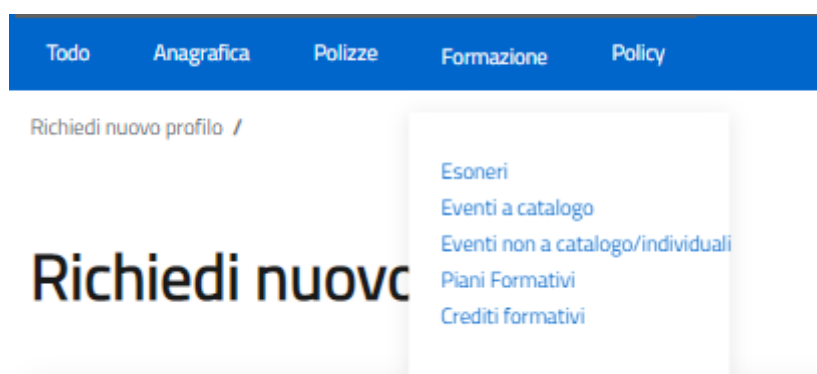 Todo Anagrafica Polizze Formazione Policy
Richiedi nuovo profilo /
Esoneri
Eventi a catalogo
Eventi non a catalogo/individuali
Richiedi nuovo
Piani Formativi
Crediti formativi